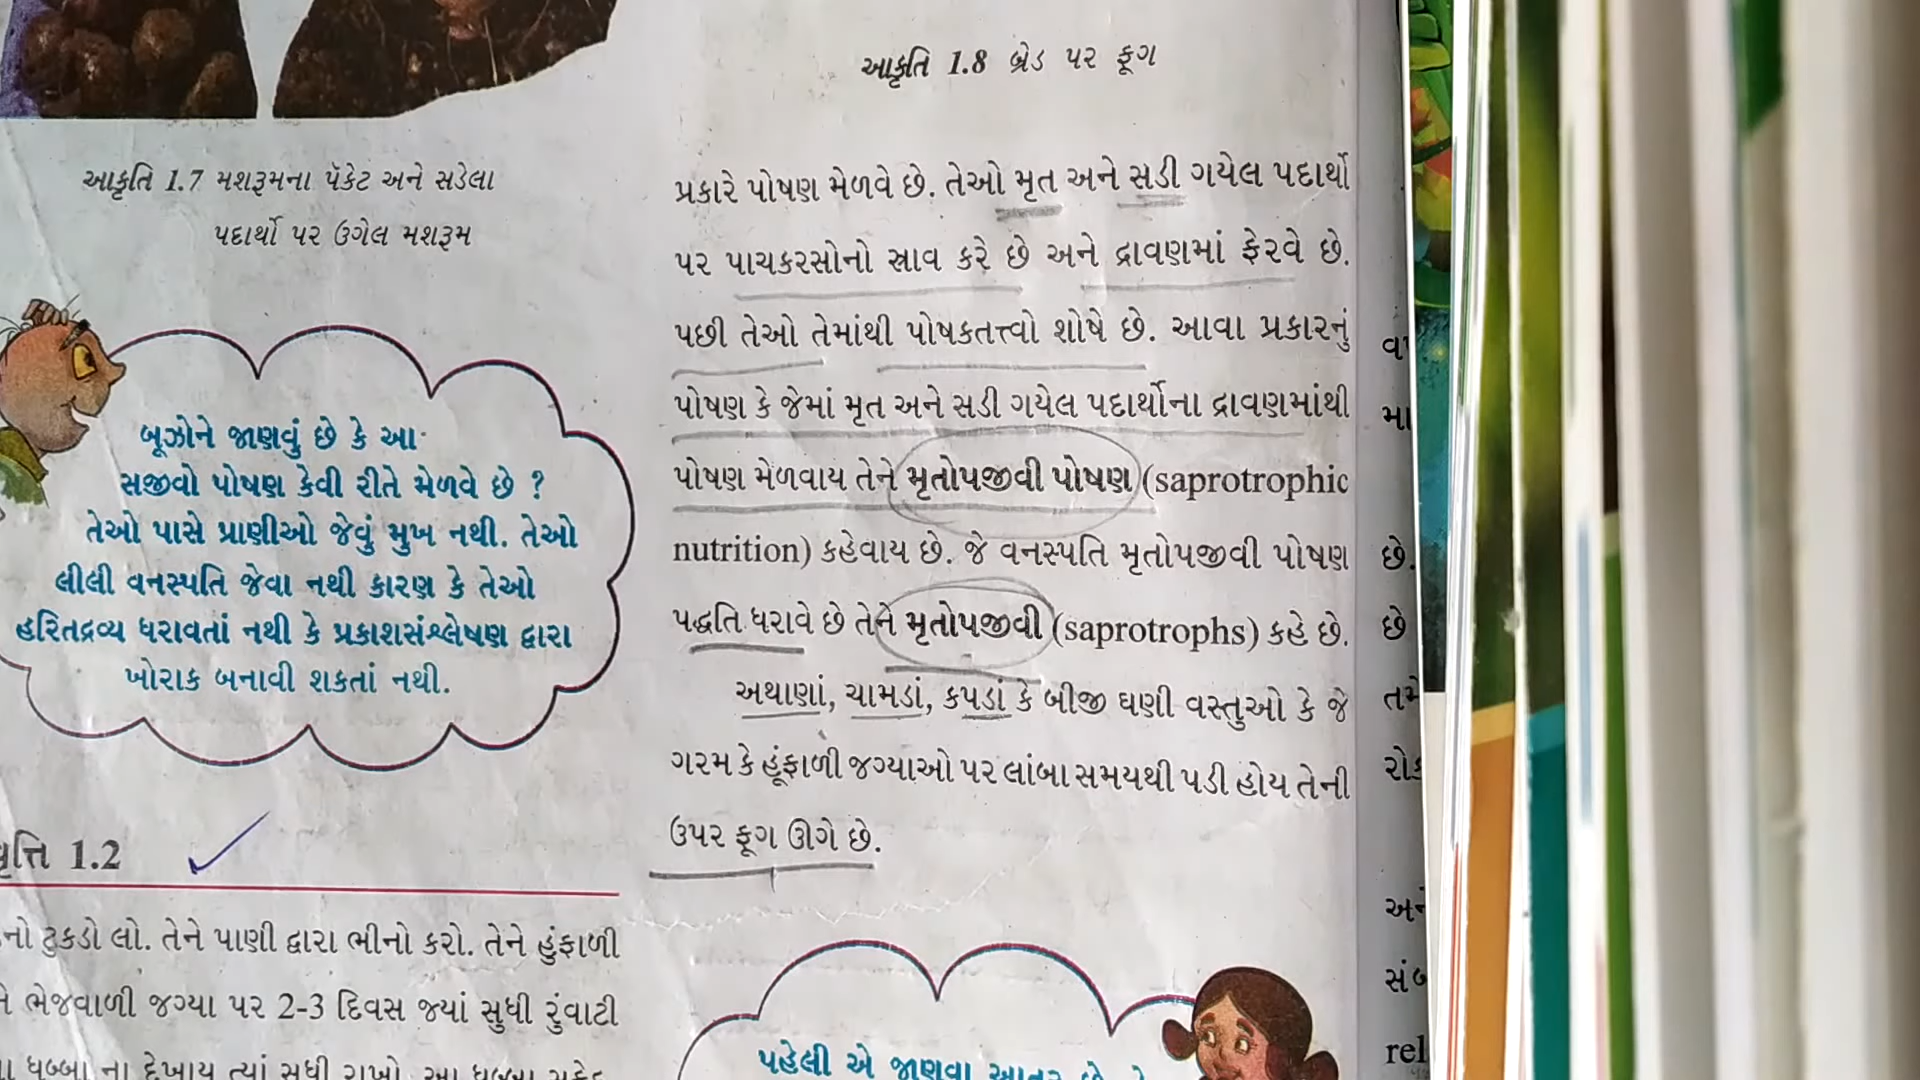 આકૃતિ 1.7 મશરૂમના પૅકેટ અને સડેલા
પદાર્થો પર ઉગેલ મશરૂમ
બૂઝોને જાણવું છે કે આ
સજીવો પોષણ કેવી રીતે મેળવે છે ?
તેઓ પાસે પ્રાણીઓ જેવું મુખ નથી. તેઓ
લીલી વનસ્પતિ જેવા નથી કારણ કે તેઓ
હરિતદ્રવ્ય ધરાવતાં નથી કે પ્રકાશસંશ્લેષણ દ્વારા
ખોરાક બનાવી શકતાં નથી.
1.2
ટુકડો લો. તેને પાણી દ્વારા ભીનો કરો. તેને હુંફાળી
ભેજવાળી જગ્યા પર 2-3 દિવસ જ્યાં સુધી રુંવાટી
ધબ્બા ના દેખાય ત્યાં સુધી રાખો. આ ધબ્બા
આકૃતિ 1.8 બ્રેડ પર ફૂગ
પ્રકારે પોષણ મેળવે છે. તેઓ મૃત અને સડી ગયેલ પદાર્થો
પર પાચકરસોનો સ્રાવ કરે છે અને દ્રાવણમાં ફેરવે છે.
પછી તેઓ તેમાંથી પોષકતત્ત્વો શોષે છે. આવા પ્રકારનું
પોષણ કે જેમાં મૃત અને સડી ગયેલ પદાર્થોના દ્રાવણમાંથી
પોષણ મેળવાય તેને મૃતોપજીવી પોષણ (saprotrophic
nutrition) કહેવાય છે. જે વનસ્પતિ મૃતોપજીવી પોષણ
પદ્ધતિ ધરાવે છે તેને મૃતોપજીવી (saprotrophs) કહે છે.
અથાણાં, ચામડાં, કપડાં કે બીજી ઘણી વસ્તુઓ કે જે
ગરમ કે હૂંફાળી જગ્યાઓ પર લાંબા સમયથી પડી હોય તેની
ઉપર ફૂગ ઊગે છે.
પહેલી એ જાણવા આતુર છે
છે.
છે